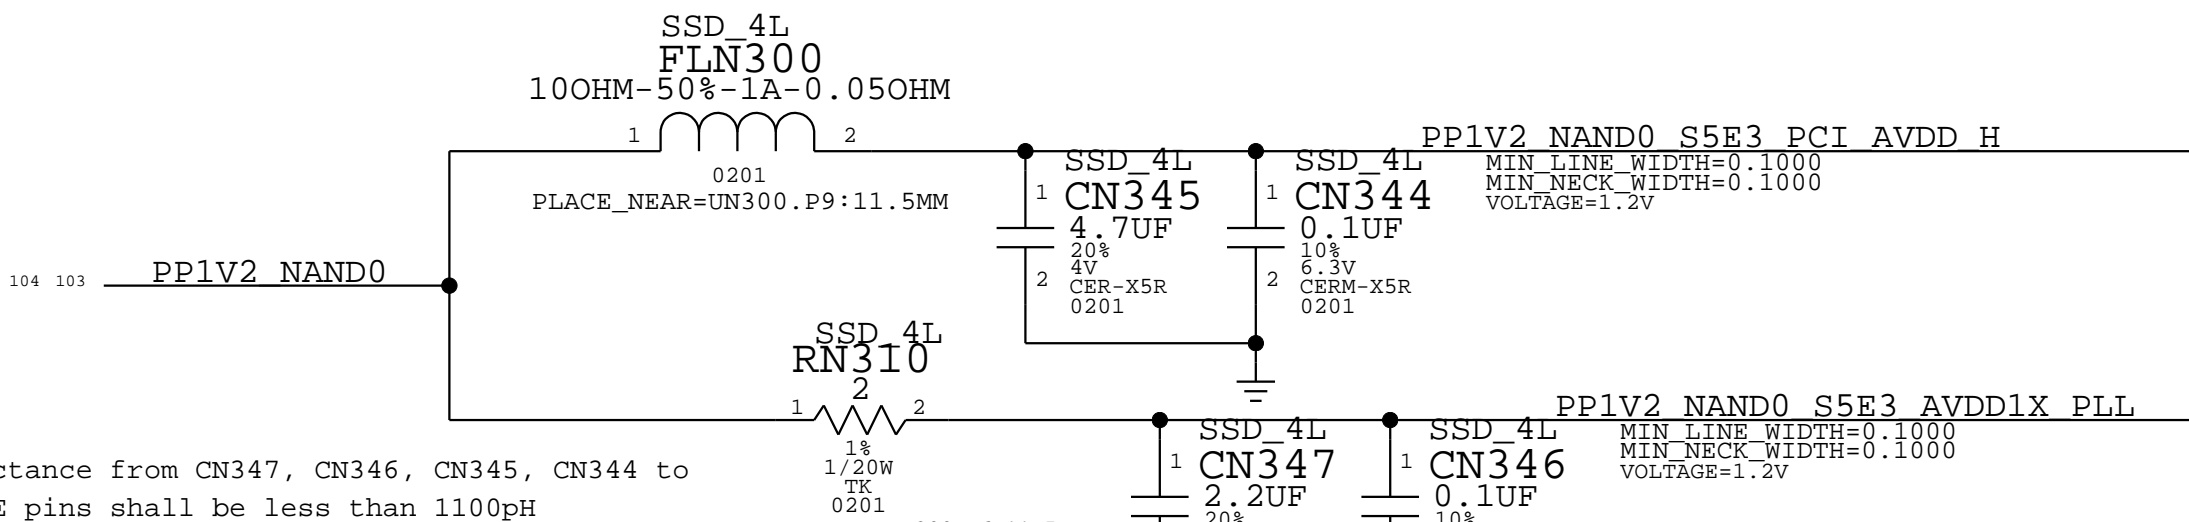 SSD_4L
FLN300
10OHM-50%-1A-0.05OHM
1
2
0201
PLACE_NEAR=UN300.P9:11.5MM
PP1V2_NAND0_S5E3_PCI_AVDD_H
MIN_LINE_WIDTH=0.1000
MIN_NECK_WIDTH=0.1000
VOLTAGE=1.2V
SSD_4L
1
CN345
4.7UF
20%
4V
2
CER-X5R
0201
SSD_4L
1
CN344
0.1UF
10%
6.3V
2
CERM-X5R
0201
104 103
PP1V2_NAND0
SSD_4L
RN310
2
1
2
1%
1/20W
TK
0201
PP1V2_NAND0_S5E3_AVDD1X_PLL
MIN_LINE_WIDTH=0.1000
MIN_NECK_WIDTH=0.1000
VOLTAGE=1.2V
SSD_4L
1
CN347
2.2UF
20%
SSD_4L
1
CN346
0.1UF
10%
ctance from CN347, CN346, CN345, CN344 to
E pins shall be less than 1100pH